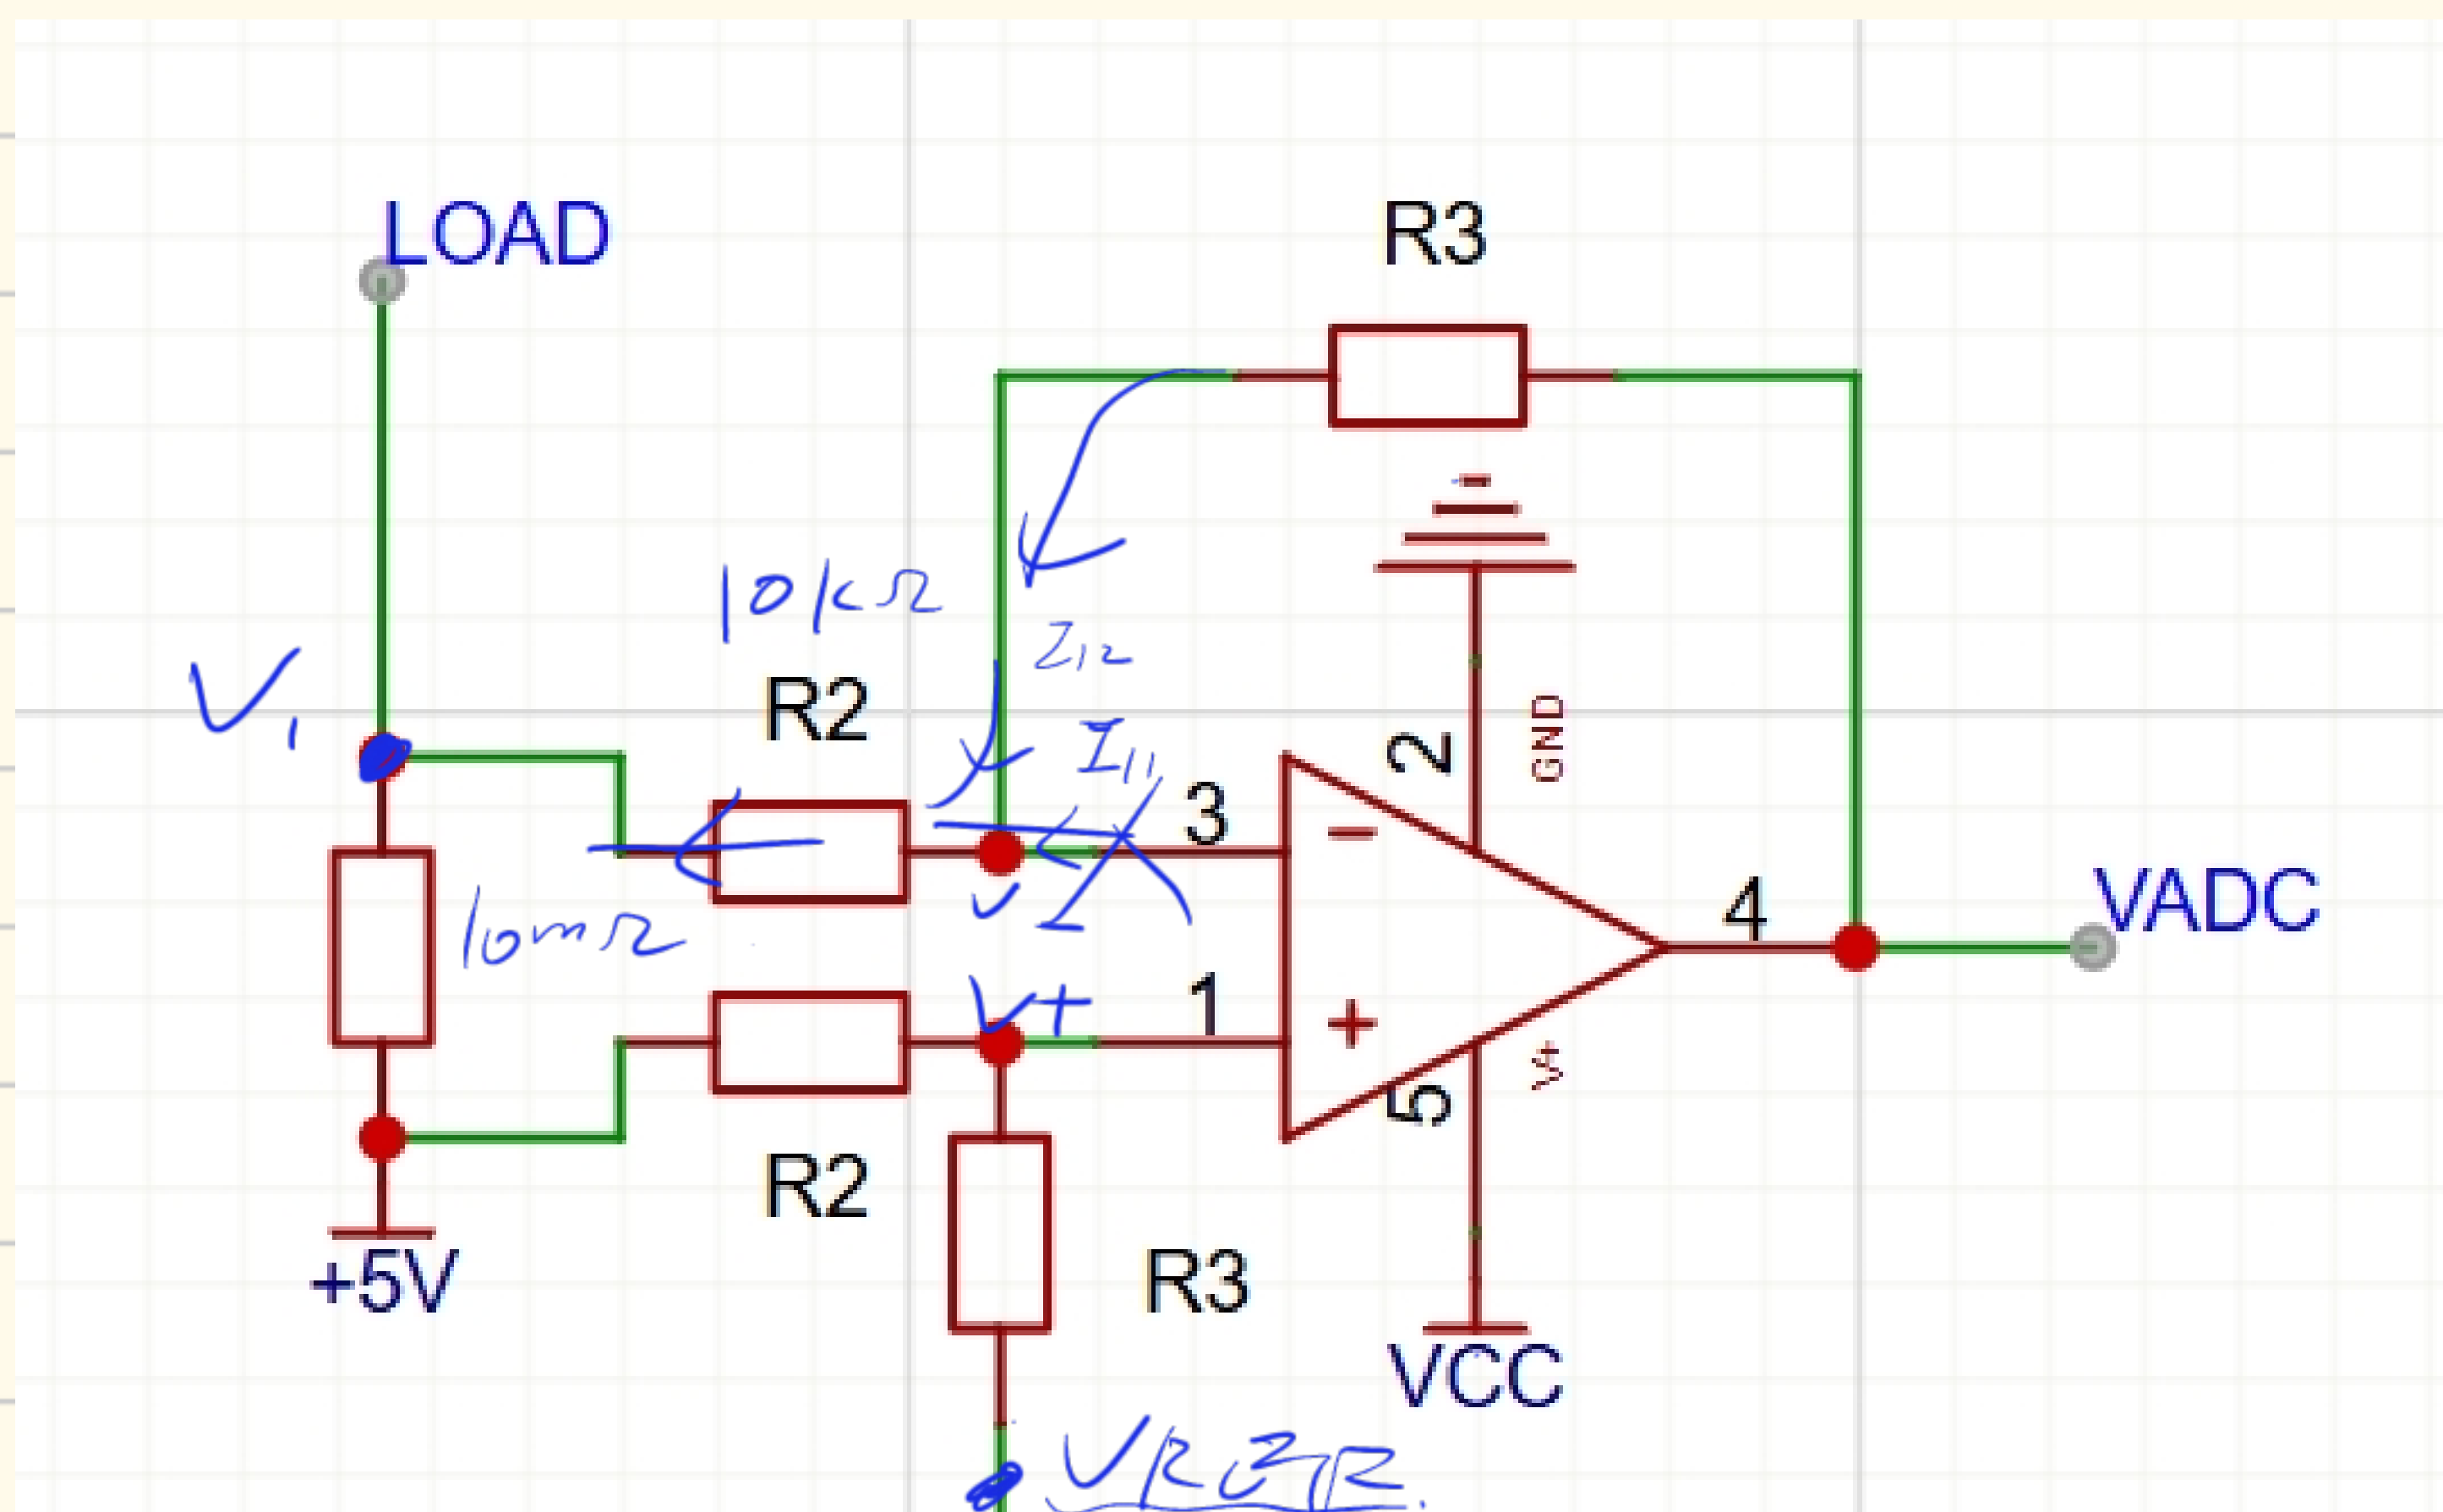 LOAD
R3
10kΩ
I12
V1
R2
I11
3
2
GND
V-
10mΩ
4
VADC
V+
1
5
V+
+5V
R2
R3
VCC
VREF